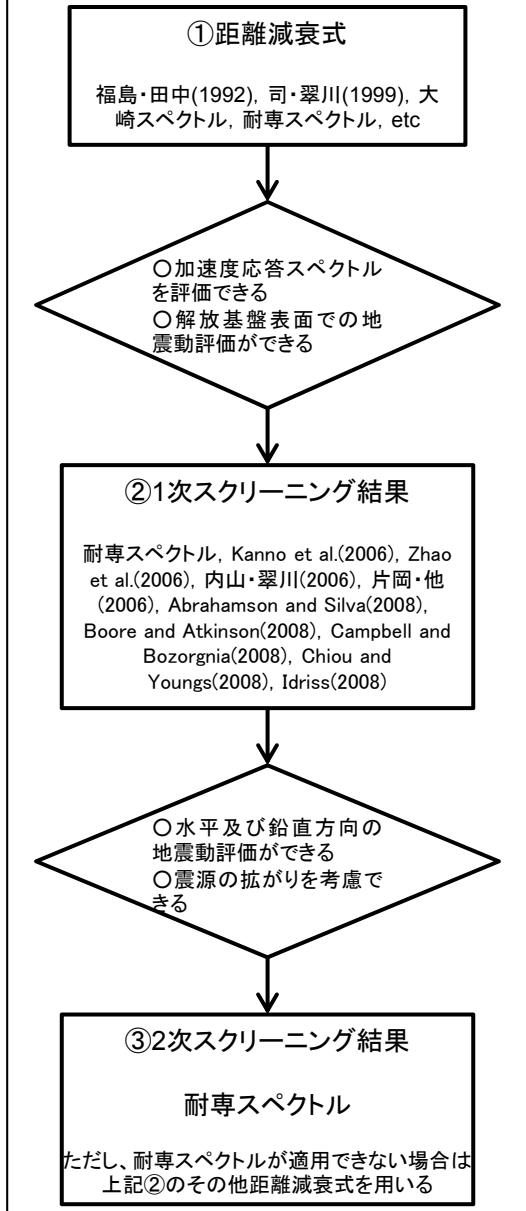 ①距離減衰式
福島・田中(1992), 司・翠川(1999), 大
崎スペクトル, 耐専スペクトル, etc
○加速度応答スペクトル
を評価できる
○解放基盤表面での地
震動評価ができる
②1次スクリーニング結果
耐専スペクトル, Kanno et al.(2006), Zhao
et al.(2006), 内山・翠川(2006), 片岡・他
(2006), Abrahamson and Silva(2008),
Boore and Atkinson(2008), Campbell and
Bozorgnia(2008), Chiou and
Youngs(2008), Idriss(2008)
○水平及び鉛直方向の
地震動評価ができる
○震源の拡がりを考慮で
きる
③2次スクリーニング結果
耐専スペクトル
ただし、耐専スペクトルが適用できない場合は
上記②のその他距離減衰式を用いる